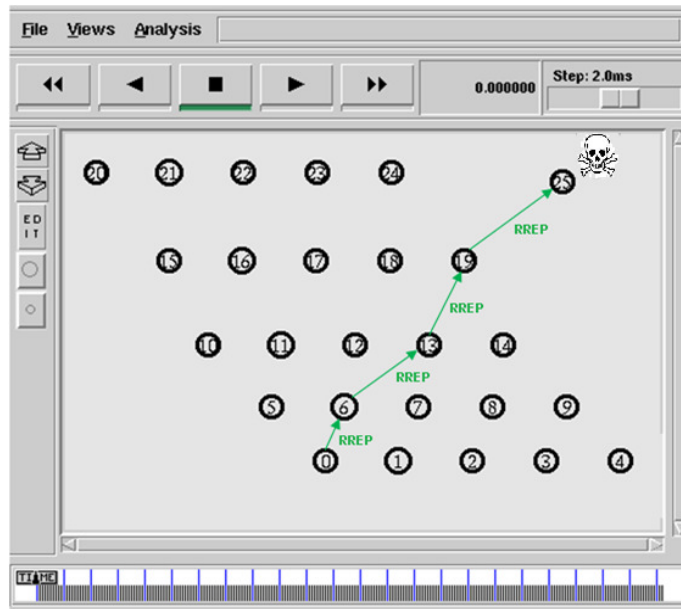 File Views Analysis
0.000000 Step: 2.0ms
ED
IT
20 21 22 23 24 25
RREP
15 16 17 18 19
RREP
10 11 12 13 14
RREP
5 6 7 8 9
RREP
0 1 2 3 4
TIME